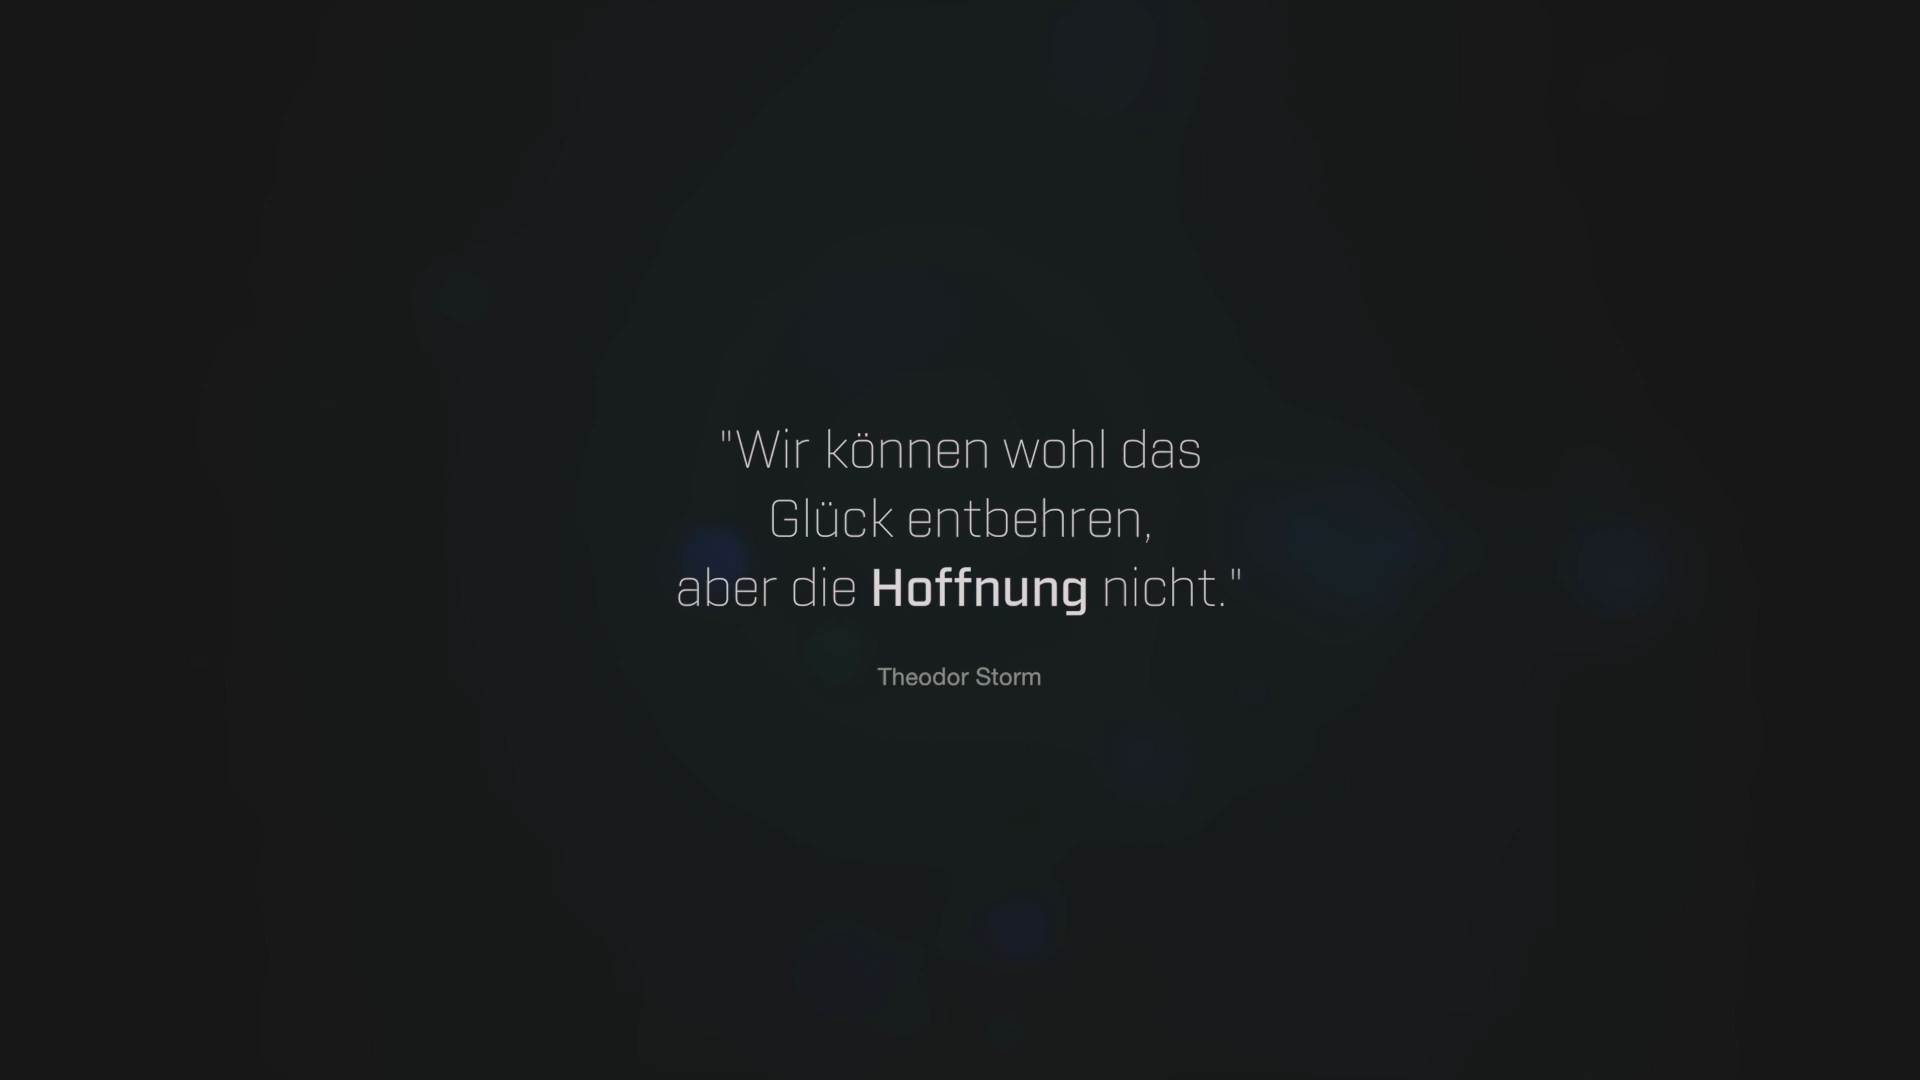 "Wir können wohl das
Glück entbehren,
aber die Hoffnung nicht."
Theodor Storm